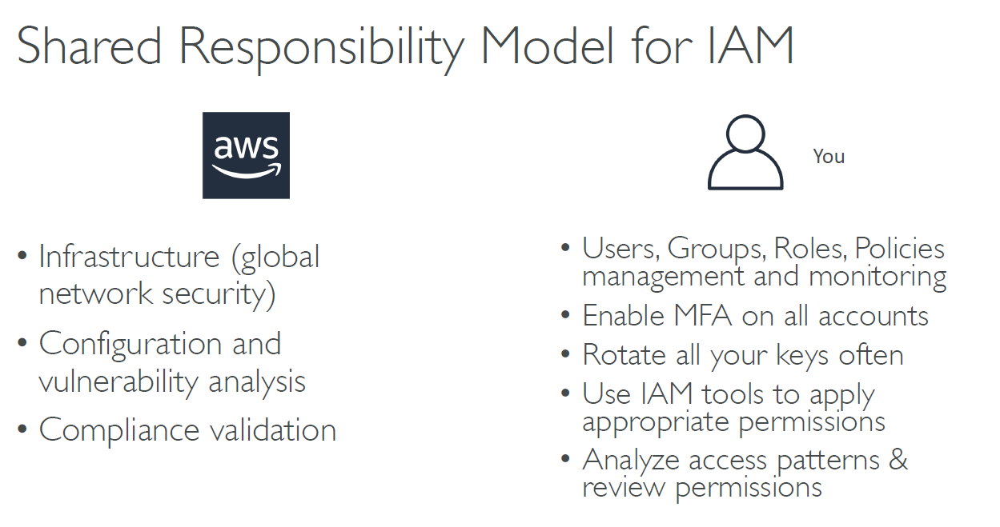 Shared Responsibility Model for IAM
aws
You
• Infrastructure (global
network security)
• Configuration and
vulnerability analysis
• Compliance validation
• Users, Groups, Roles, Policies
management and monitoring
• Enable MFA on all accounts
• Rotate all your keys often
• Use IAM tools to apply
appropriate permissions
• Analyze access patterns &
review permissions